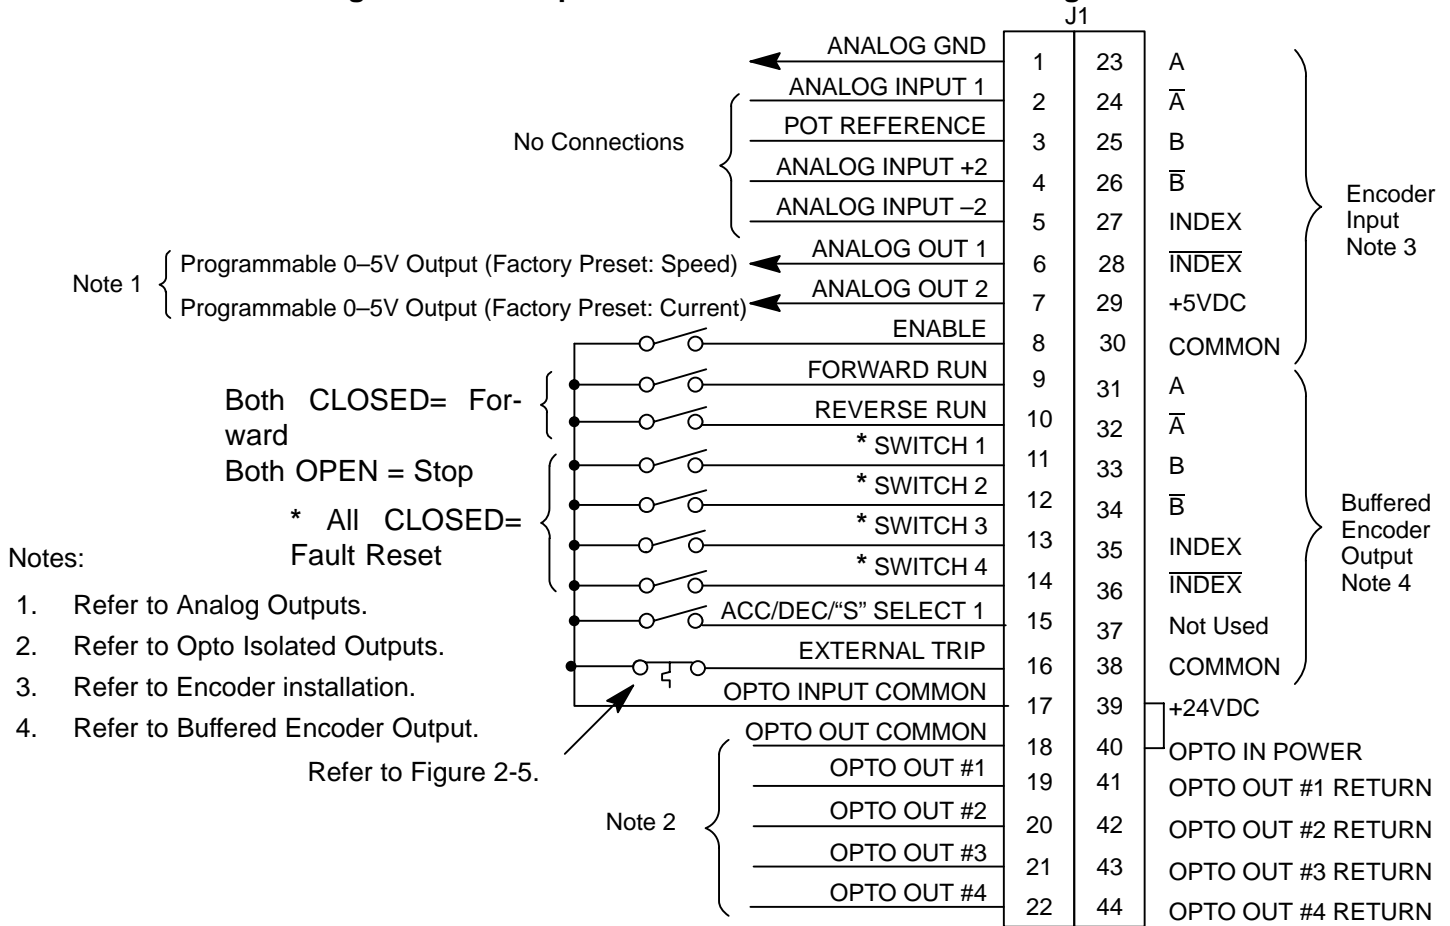 J1
ANALOG GND 1 23 A
ANALOG INPUT 1 2 24 A̅
No Connections
POT REFERENCE 3 25 B
ANALOG INPUT +2 4 26 B̅
ANALOG INPUT –2 5 27 INDEX
Encoder
Input
Note 3
Note 1
Programmable 0–5V Output (Factory Preset: Speed) ANALOG OUT 1 6 28 I̅N̅D̅E̅X̅
Programmable 0–5V Output (Factory Preset: Current) ANALOG OUT 2 7 29 +5VDC
ENABLE 8 30 COMMON
FORWARD RUN 9 31 A
REVERSE RUN 10 32 A̅
Both CLOSED= For-
ward
Both OPEN = Stop
* SWITCH 1 11 33 B
* SWITCH 2 12 34 B̅
* SWITCH 3 13 35 INDEX
* SWITCH 4 14 36 I̅N̅D̅E̅X̅
* All CLOSED=
Fault Reset
Buffered
Encoder
Output
Note 4
ACC/DEC/“S” SELECT 1 15 37 Not Used
EXTERNAL TRIP 16 38 COMMON
OPTO INPUT COMMON 17 39 +24VDC
OPTO OUT COMMON 18 40 OPTO IN POWER
OPTO OUT #1 19 41 OPTO OUT #1 RETURN
Note 2
OPTO OUT #2 20 42 OPTO OUT #2 RETURN
OPTO OUT #3 21 43 OPTO OUT #3 RETURN
OPTO OUT #4 22 44 OPTO OUT #4 RETURN
Notes:
1. Refer to Analog Outputs.
2. Refer to Opto Isolated Outputs.
3. Refer to Encoder installation.
4. Refer to Buffered Encoder Output.
Refer to Figure 2-5.